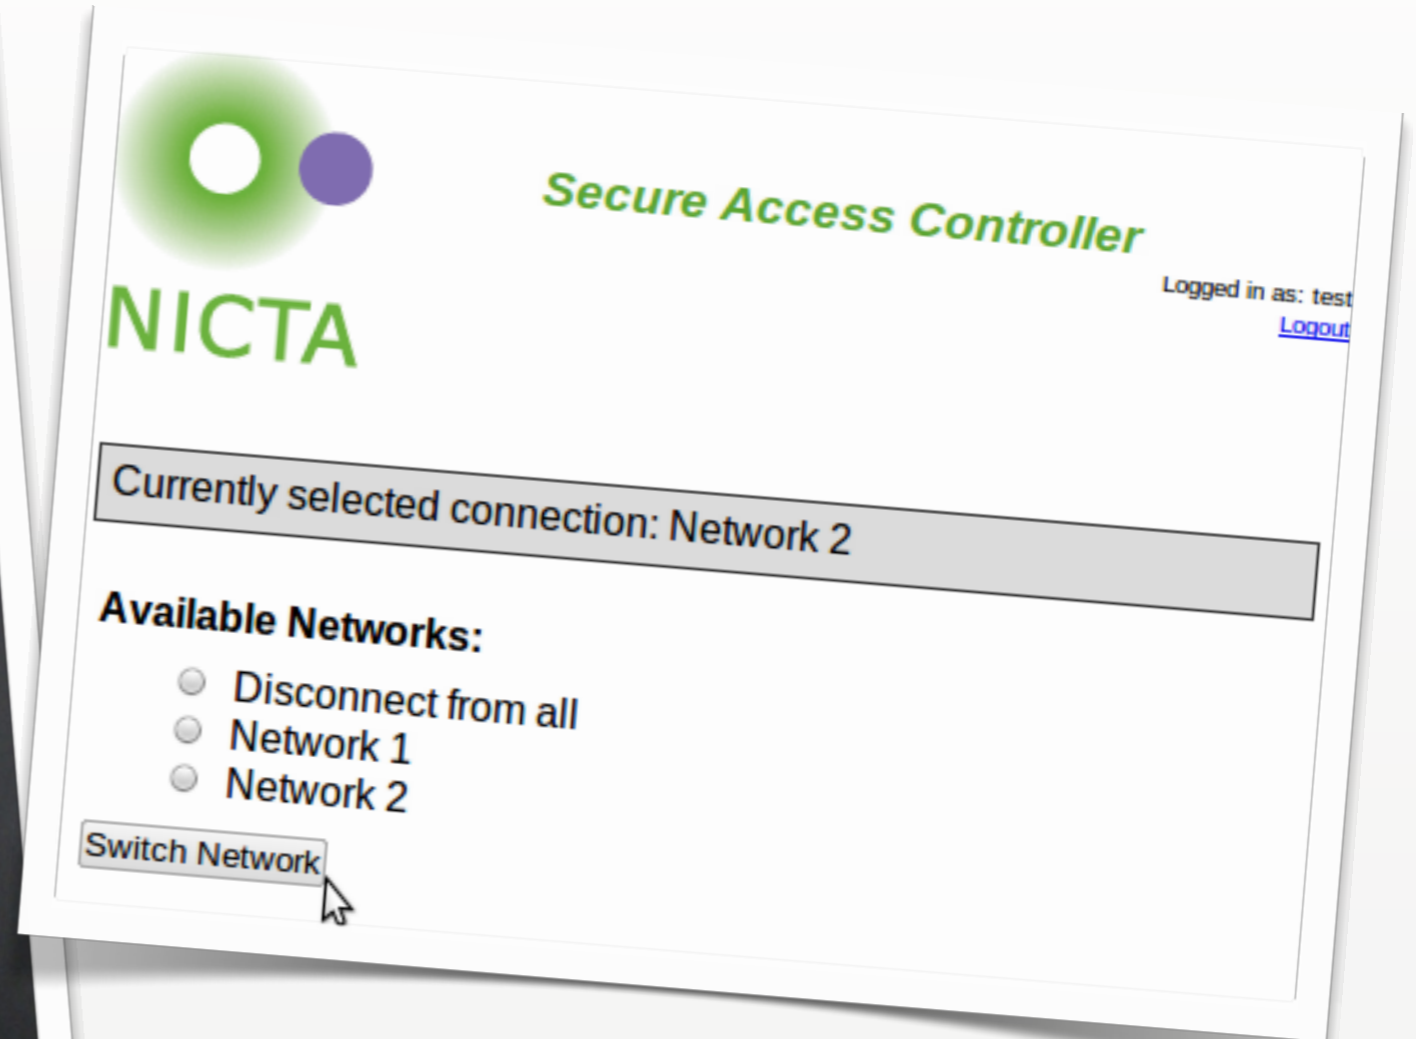 NICTA
Secure Access Controller
Logged in as: test
Logout
Currently selected connection: Network 2
Available Networks:
Disconnect from all
Network 1
Network 2
Switch Network